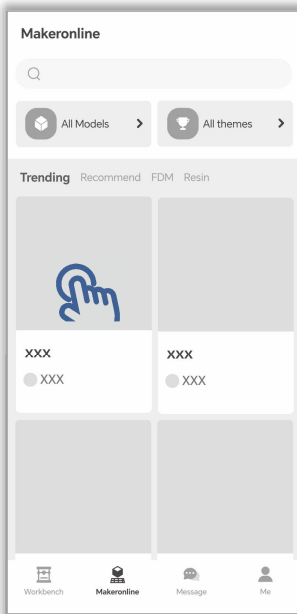 Makeronline
All Models
All themes
Trending Recommend FDM Resin
XXX
XXX
XXX
XXX
Workbench Makeronline Message Me